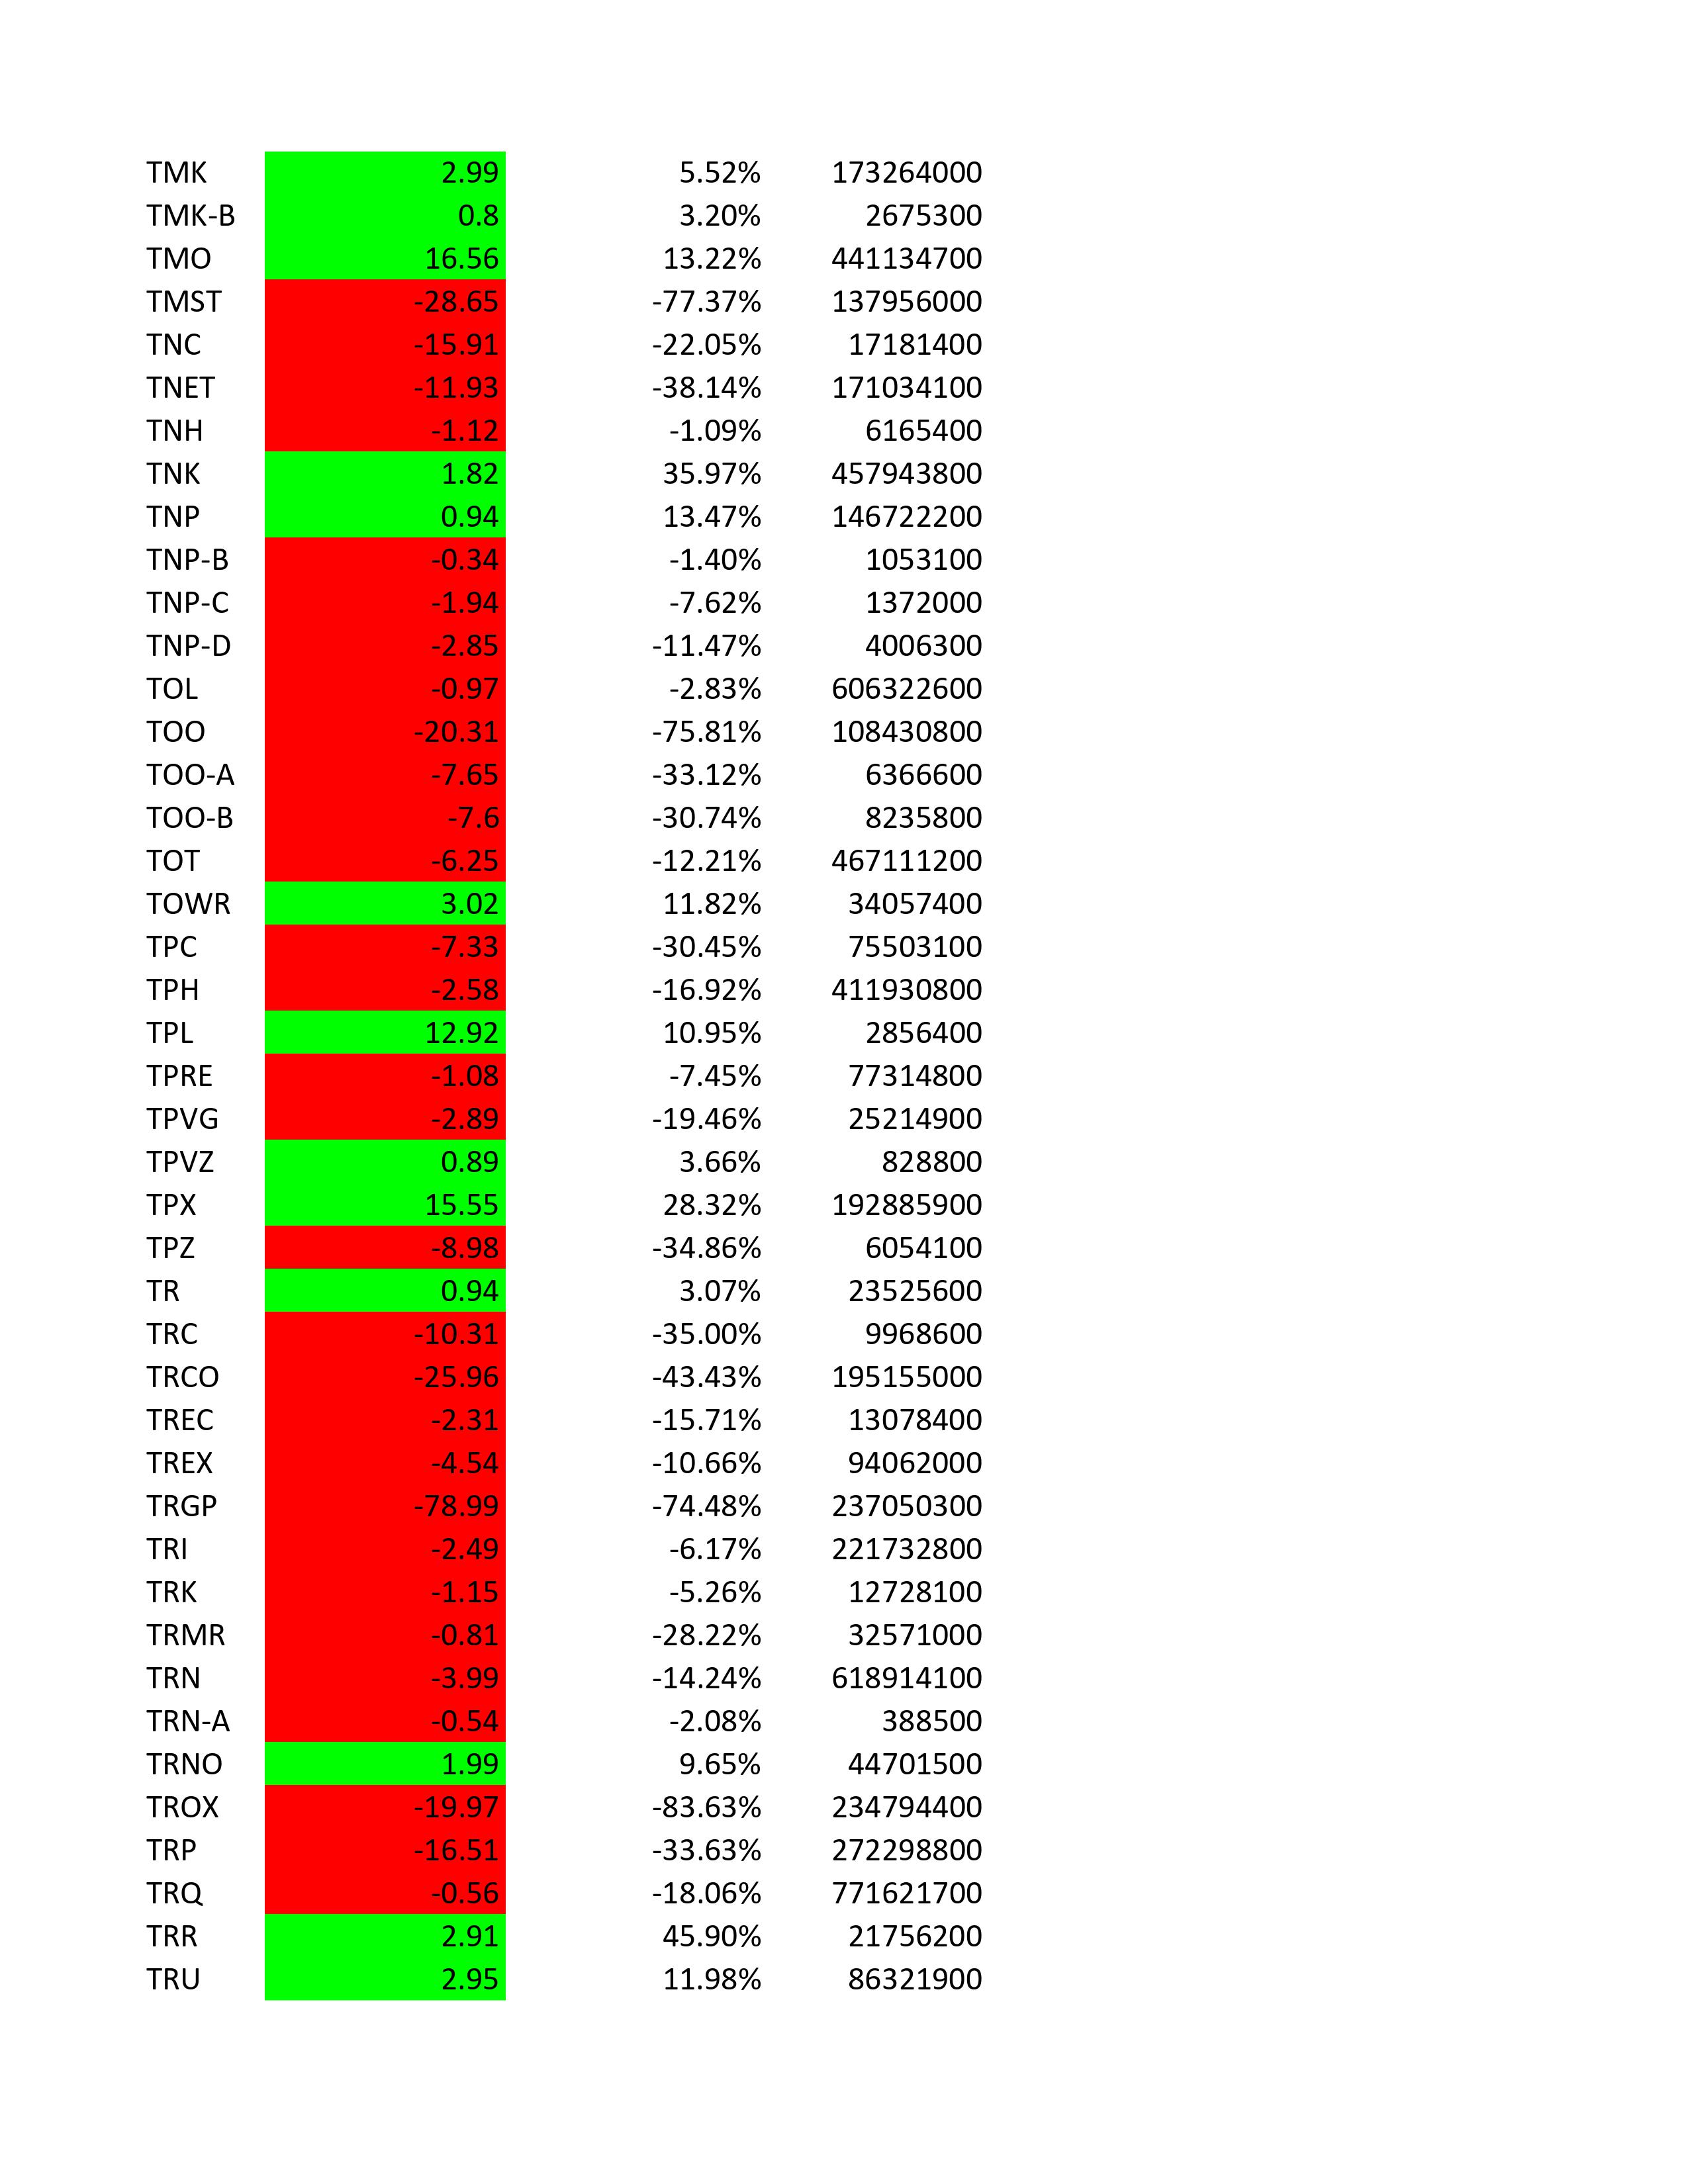 TMK 2.99 5.52% 173264000
TMK-B 0.8 3.20% 2675300
TMO 16.56 13.22% 441134700
TMST -28.65 -77.37% 137956000
TNC -15.91 -22.05% 17181400
TNET -11.93 -38.14% 171034100
TNH -1.12 -1.09% 6165400
TNK 1.82 35.97% 457943800
TNP 0.94 13.47% 146722200
TNP-B -0.34 -1.40% 1053100
TNP-C -1.94 -7.62% 1372000
TNP-D -2.85 -11.47% 4006300
TOL -0.97 -2.83% 606322600
TOO -20.31 -75.81% 108430800
TOO-A -7.65 -33.12% 6366600
TOO-B -7.6 -30.74% 8235800
TOT -6.25 -12.21% 467111200
TOWR 3.02 11.82% 34057400
TPC -7.33 -30.45% 75503100
TPH -2.58 -16.92% 411930800
TPL 12.92 10.95% 2856400
TPRE -1.08 -7.45% 77314800
TPVG -2.89 -19.46% 25214900
TPVZ 0.89 3.66% 828800
TPX 15.55 28.32% 192885900
TPZ -8.98 -34.86% 6054100
TR 0.94 3.07% 23525600
TRC -10.31 -35.00% 9968600
TRCO -25.96 -43.43% 195155000
TREC -2.31 -15.71% 13078400
TREX -4.54 -10.66% 94062000
TRGP -78.99 -74.48% 237050300
TRI -2.49 -6.17% 221732800
TRK -1.15 -5.26% 12728100
TRMR -0.81 -28.22% 32571000
TRN -3.99 -14.24% 618914100
TRN-A -0.54 -2.08% 388500
TRNO 1.99 9.65% 44701500
TROX -19.97 -83.63% 234794400
TRP -16.51 -33.63% 272298800
TRQ -0.56 -18.06% 771621700
TRR 2.91 45.90% 21756200
TRU 2.95 11.98% 86321900